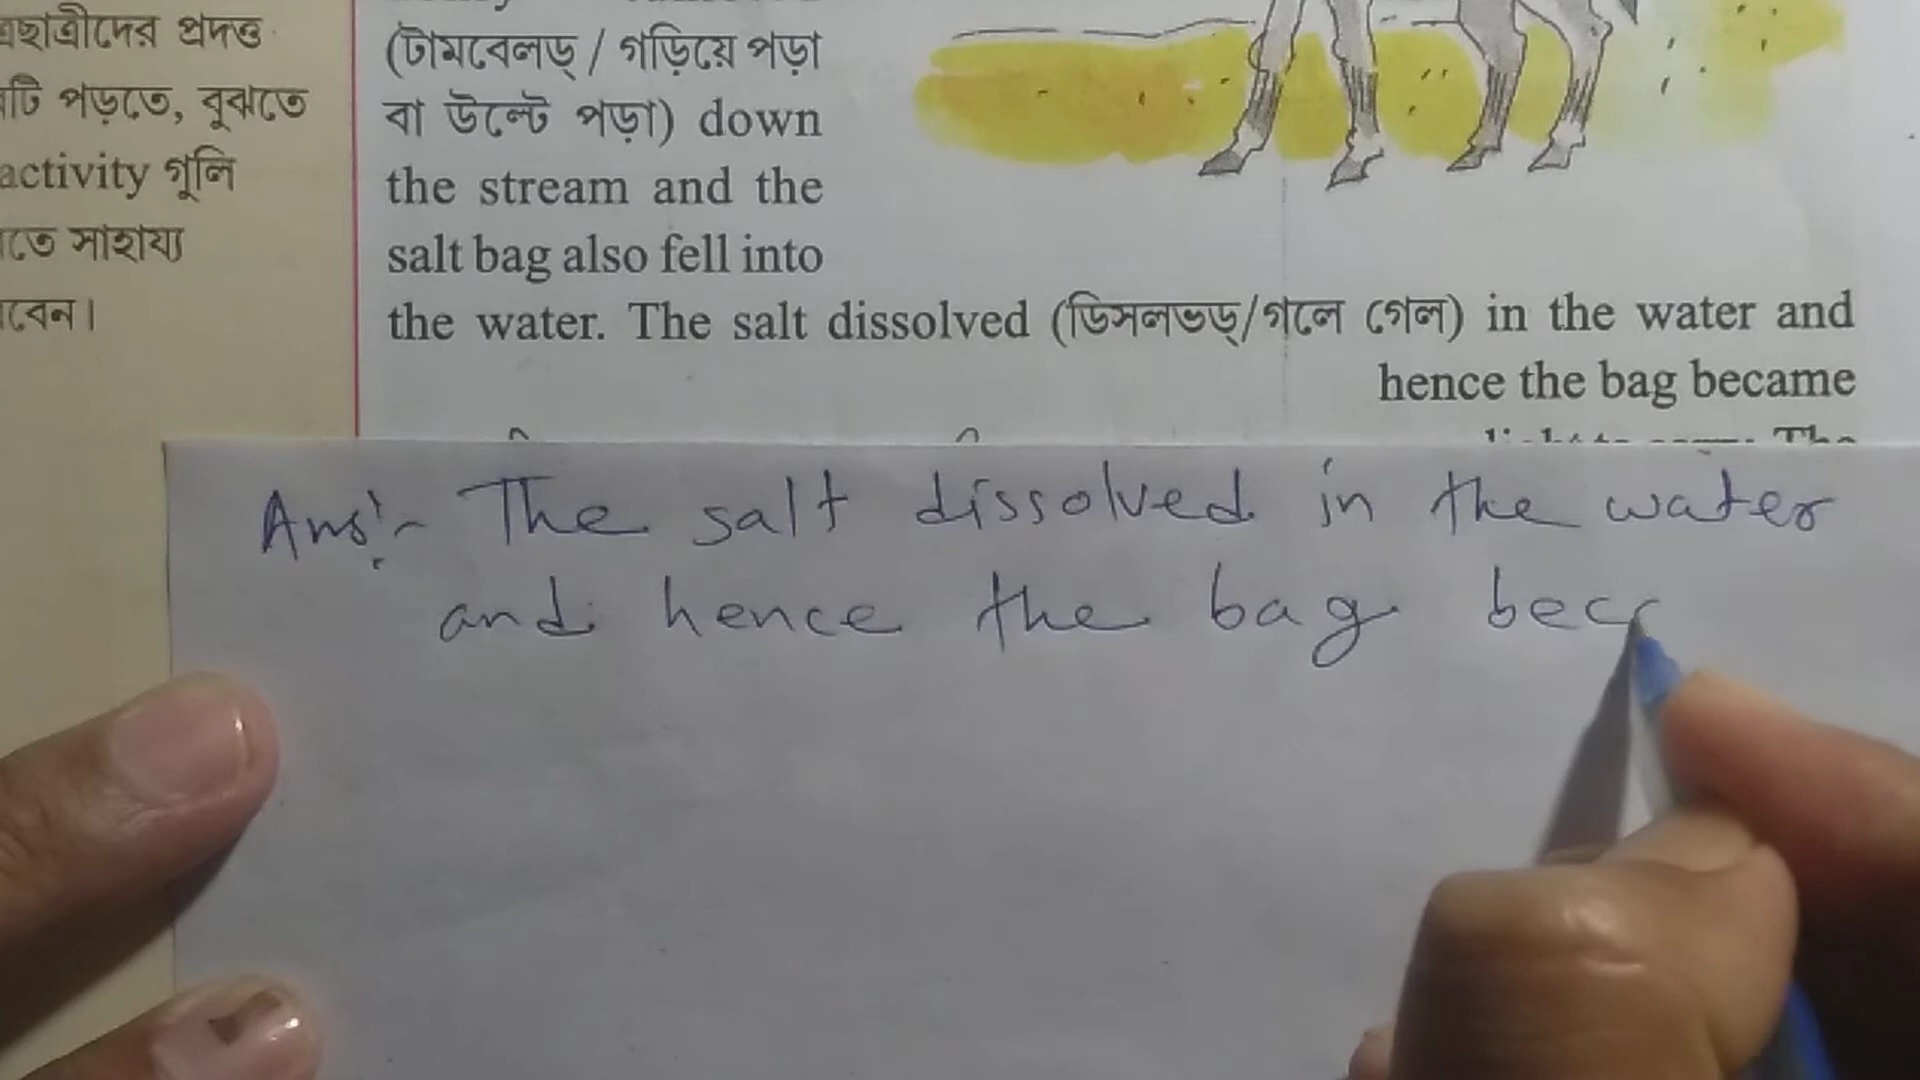 প্রদত্ত
পড়তে, বুঝতে
activity গুলি
সাহায্য
(টামবেলড্ / গড়িয়ে পড়া
বা উল্টে পড়া) down
the stream and the
salt bag also fell into
the water. The salt dissolved (ডিসলভড্/গলে গেল) in the water and
hence the bag became
Ans:- The salt dissolved in the water
and hence the bag bec